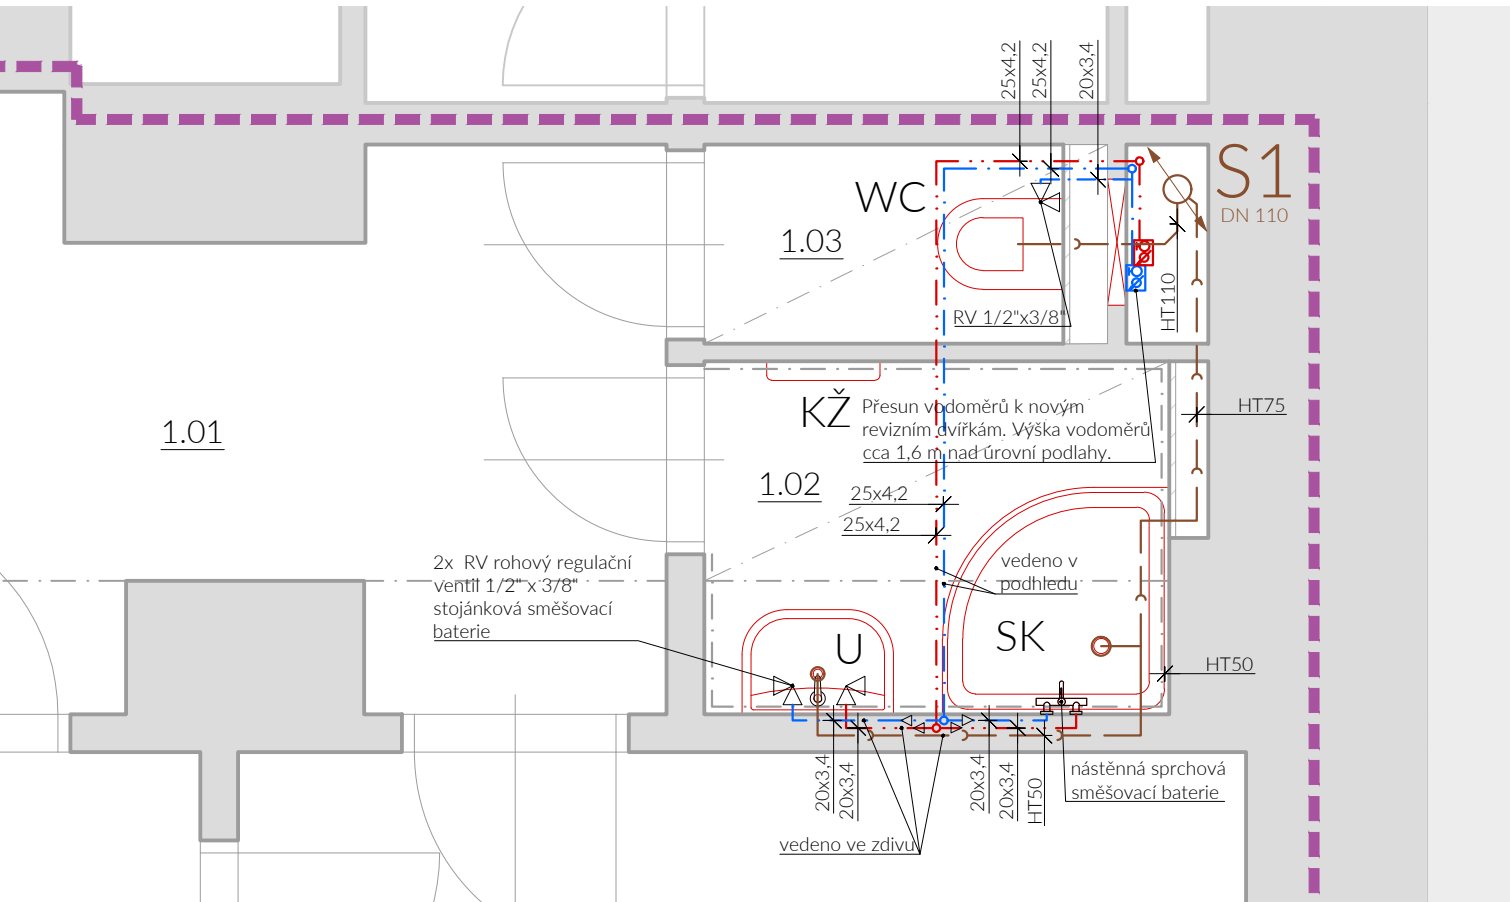 25x4,2
25x4,2
20x3,4
S1
DN 110
WC
1.03
HT110
RV 1/2"x3/8"
KŽ
Přesun vodoměrů k novým
revizním dvířkám. Výška vodoměrů
cca 1,6 m nad úrovní podlahy.
HT75
1.01
1.02
25x4,2
25x4,2
2x RV rohový regulační
ventil 1/2" x 3/8"
stojánková směšovací
baterie
vedeno v
podhledu
U
SK
HT50
20x3,4
20x3,4
20x3,4
20x3,4
HT50
nástěnná sprchová
směšovací baterie
vedeno ve zdivu